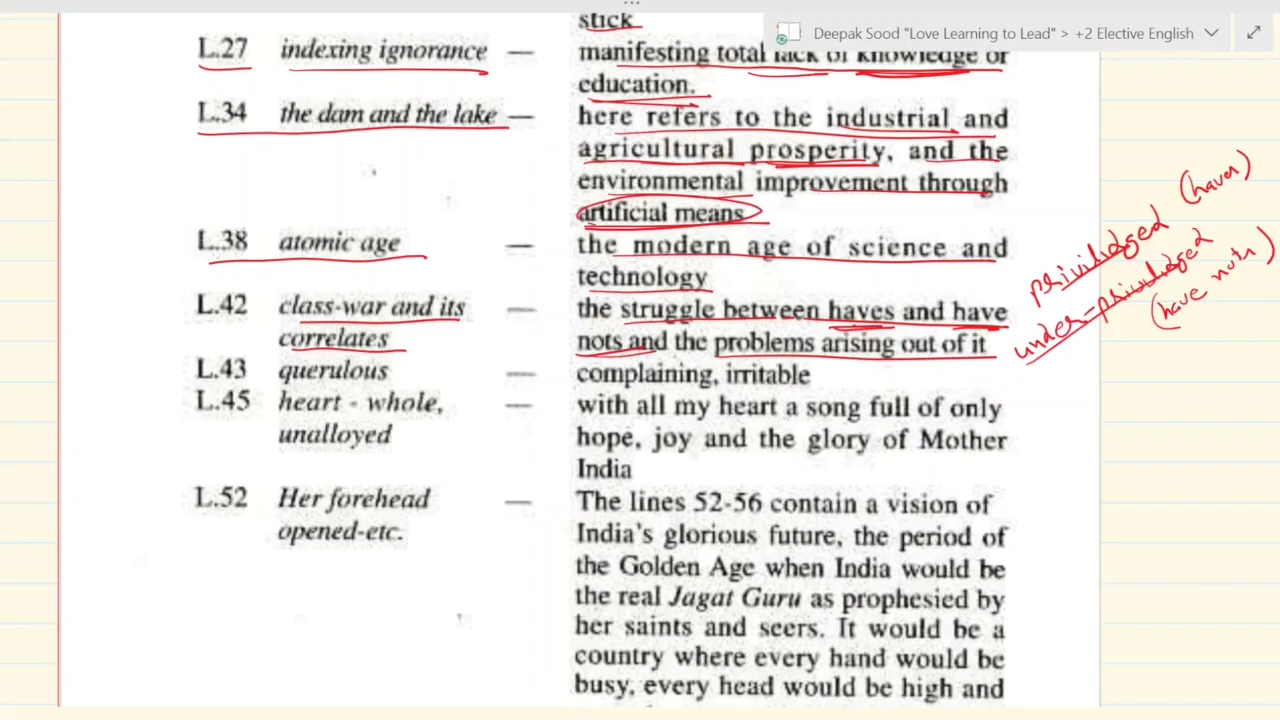 stick
Deepak Sood "Love Learning to Lead" > +2 Elective English
L.27 indexing ignorance — manifesting total lack of knowledge or
education.
L.34 the dam and the lake — here refers to the industrial and
agricultural prosperity, and the
environmental improvement through
artificial means
L.38 atomic age — the modern age of science and
technology
L.42 class-war and its — the struggle between haves and have
correlates nots and the problems arising out of it
L.43 querulous — complaining, irritable
L.45 heart - whole, — with all my heart a song full of only
unalloyed hope, joy and the glory of Mother
India
L.52 Her forehead — The lines 52-56 contain a vision of
opened-etc. India's glorious future, the period of
the Golden Age when India would be
the real Jagat Guru as prophesied by
her saints and seers. It would be a
country where every hand would be
busy, every head would be high and
(haves)
(have nots)